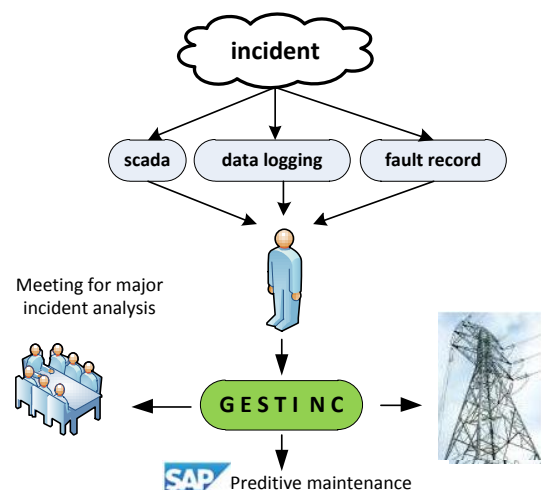 incident
scada
data logging
fault record
Meeting for major
incident analysis
G E S T I N C
SAP Preditive maintenance